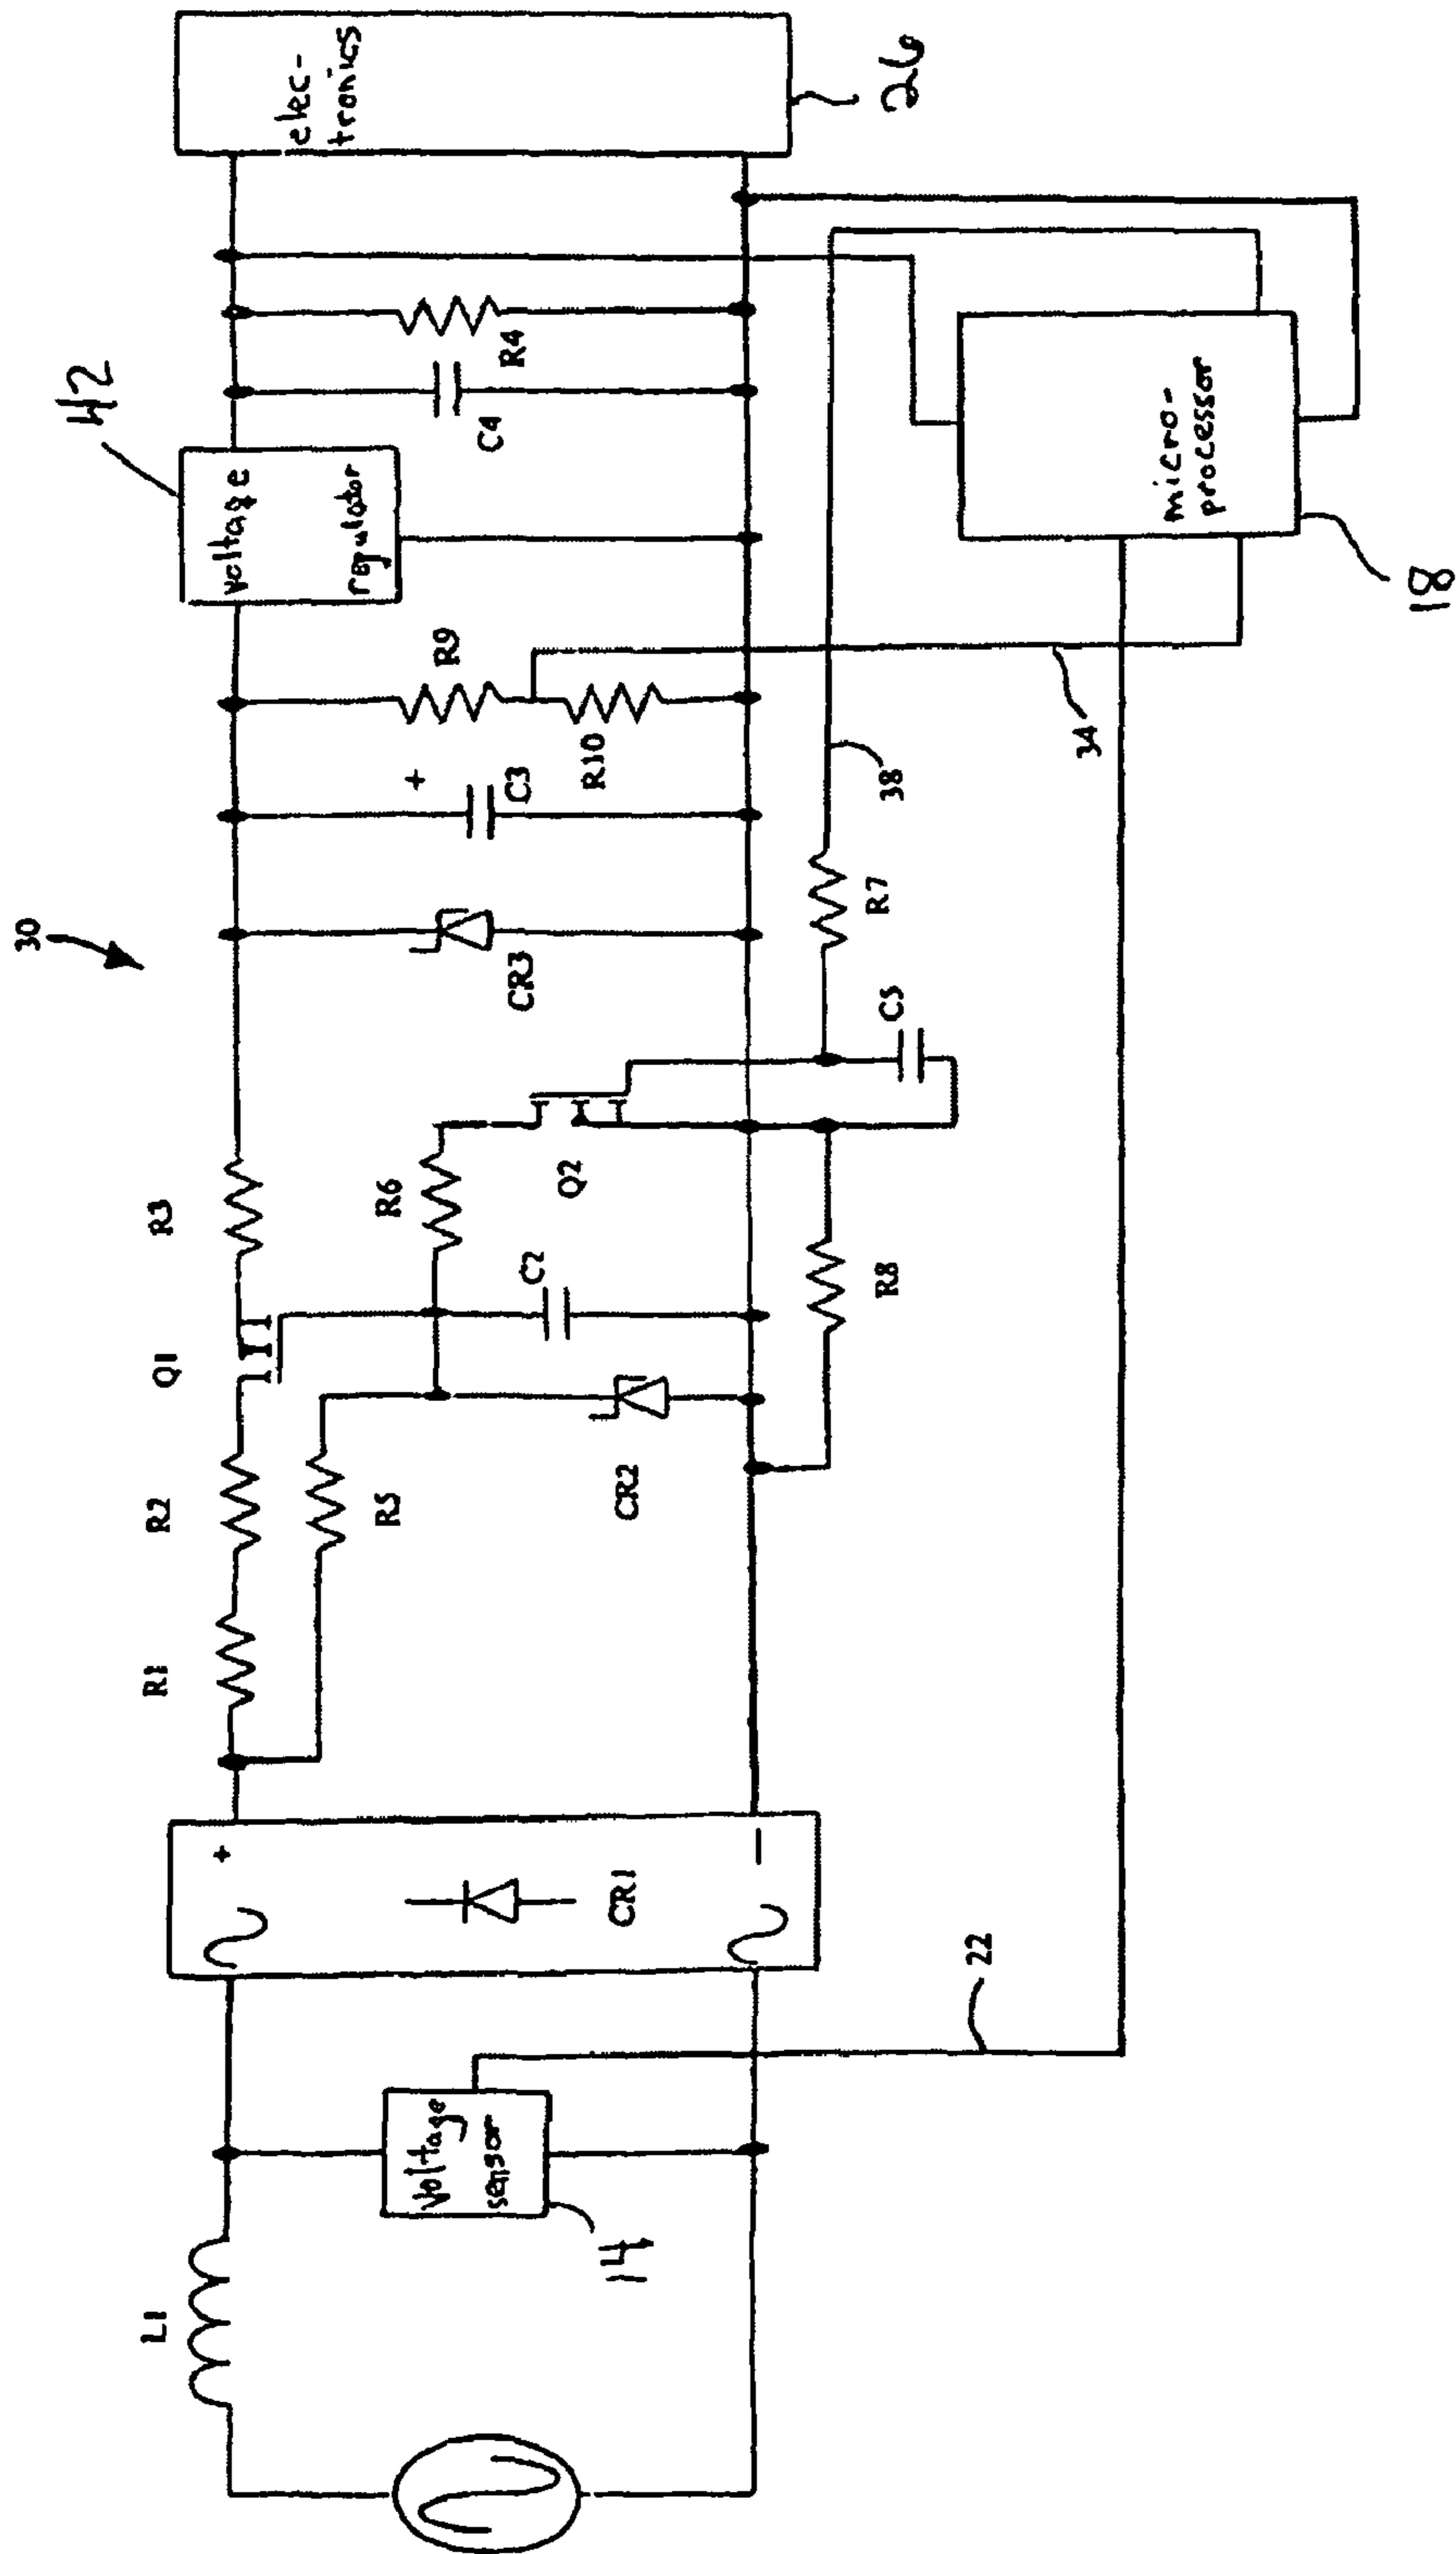 30
42
L1
R1
R2
Q1
R3
+
CR1
−
voltage
sensor
14
R5
CR2
C2
R6
Q2
CR3
+
C3
R9
R10
voltage
regulator
C4
R4
elec-
tronics
26
R8
C5
R7
38
22
34
micro-
processor
18